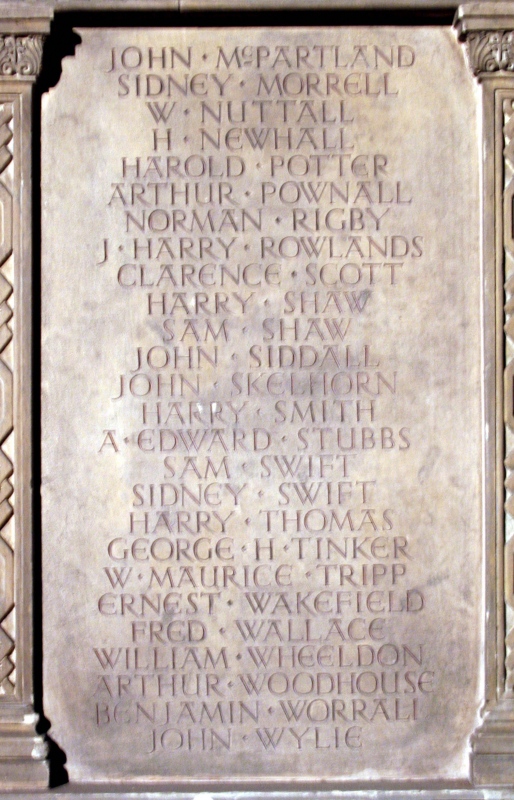 JOHN · McPARTLAND
SIDNEY · MORRELL
W · NUTTALL
H · NEWHALL
HAROLD · POTTER
ARTHUR · POWNALL
NORMAN · RIGBY
J · HARRY · ROWLANDS
CLARENCE · SCOTT
HARRY · SHAW
SAM · SHAW
JOHN · SIDDALL
JOHN · SKELHORN
HARRY · SMITH
A · EDWARD · STUBBS
SAM · SWIFT
SIDNEY · SWIFT
HARRY · THOMAS
GEORGE · H · TINKER
W · MAURICE · TRIPP
ERNEST · WAKEFIELD
FRED · WALLACE
WILLIAM · WHEELDON
ARTHUR · WOODHOUSE
BENJAMIN · WORRALL
JOHN · WYLIE